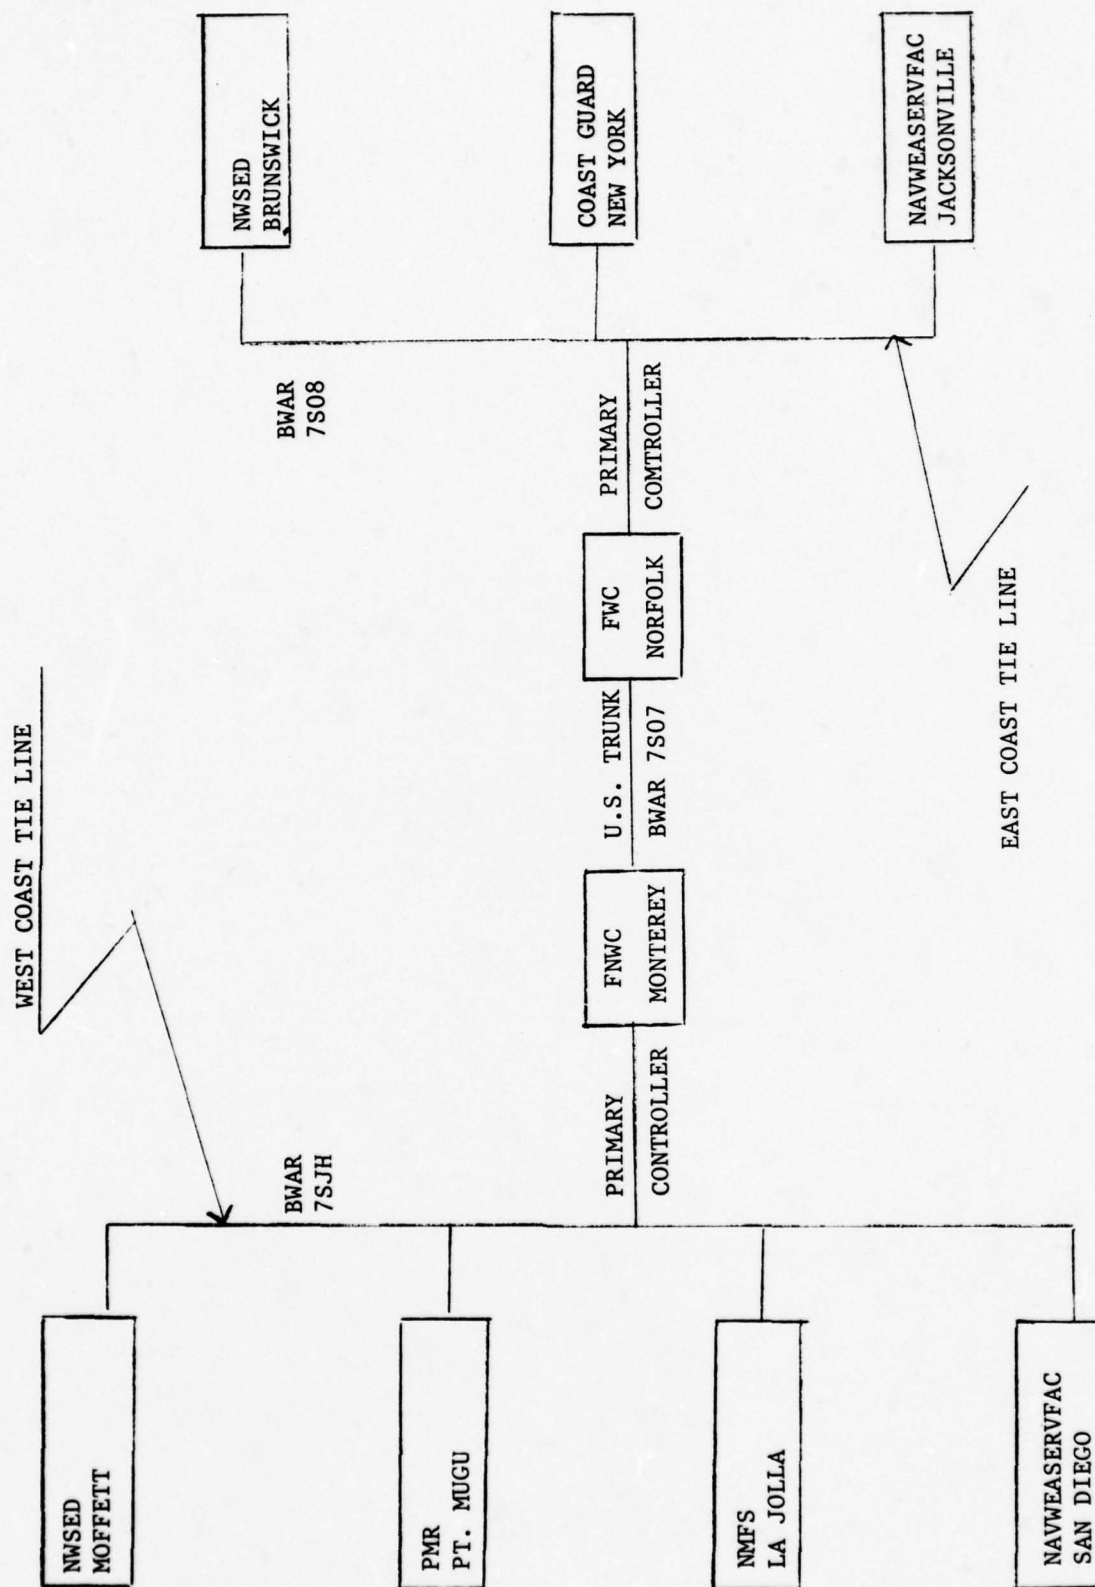 WEST COAST TIE LINE
NWSED
MOFFETT
PMR
PT. MUGU
NMFS
LA JOLLA
NAVWEASERVFAC
SAN DIEGO
BWAR
7SJH
PRIMARY
CONTROLLER
FNWC
MONTEREY
U.S. TRUNK
BWAR 7S07
FWC
NORFOLK
PRIMARY
COMTROLLER
BWAR
7S08
NWSED
BRUNSWICK
COAST GUARD
NEW YORK
NAVWEASERVFAC
JACKSONVILLE
EAST COAST TIE LINE